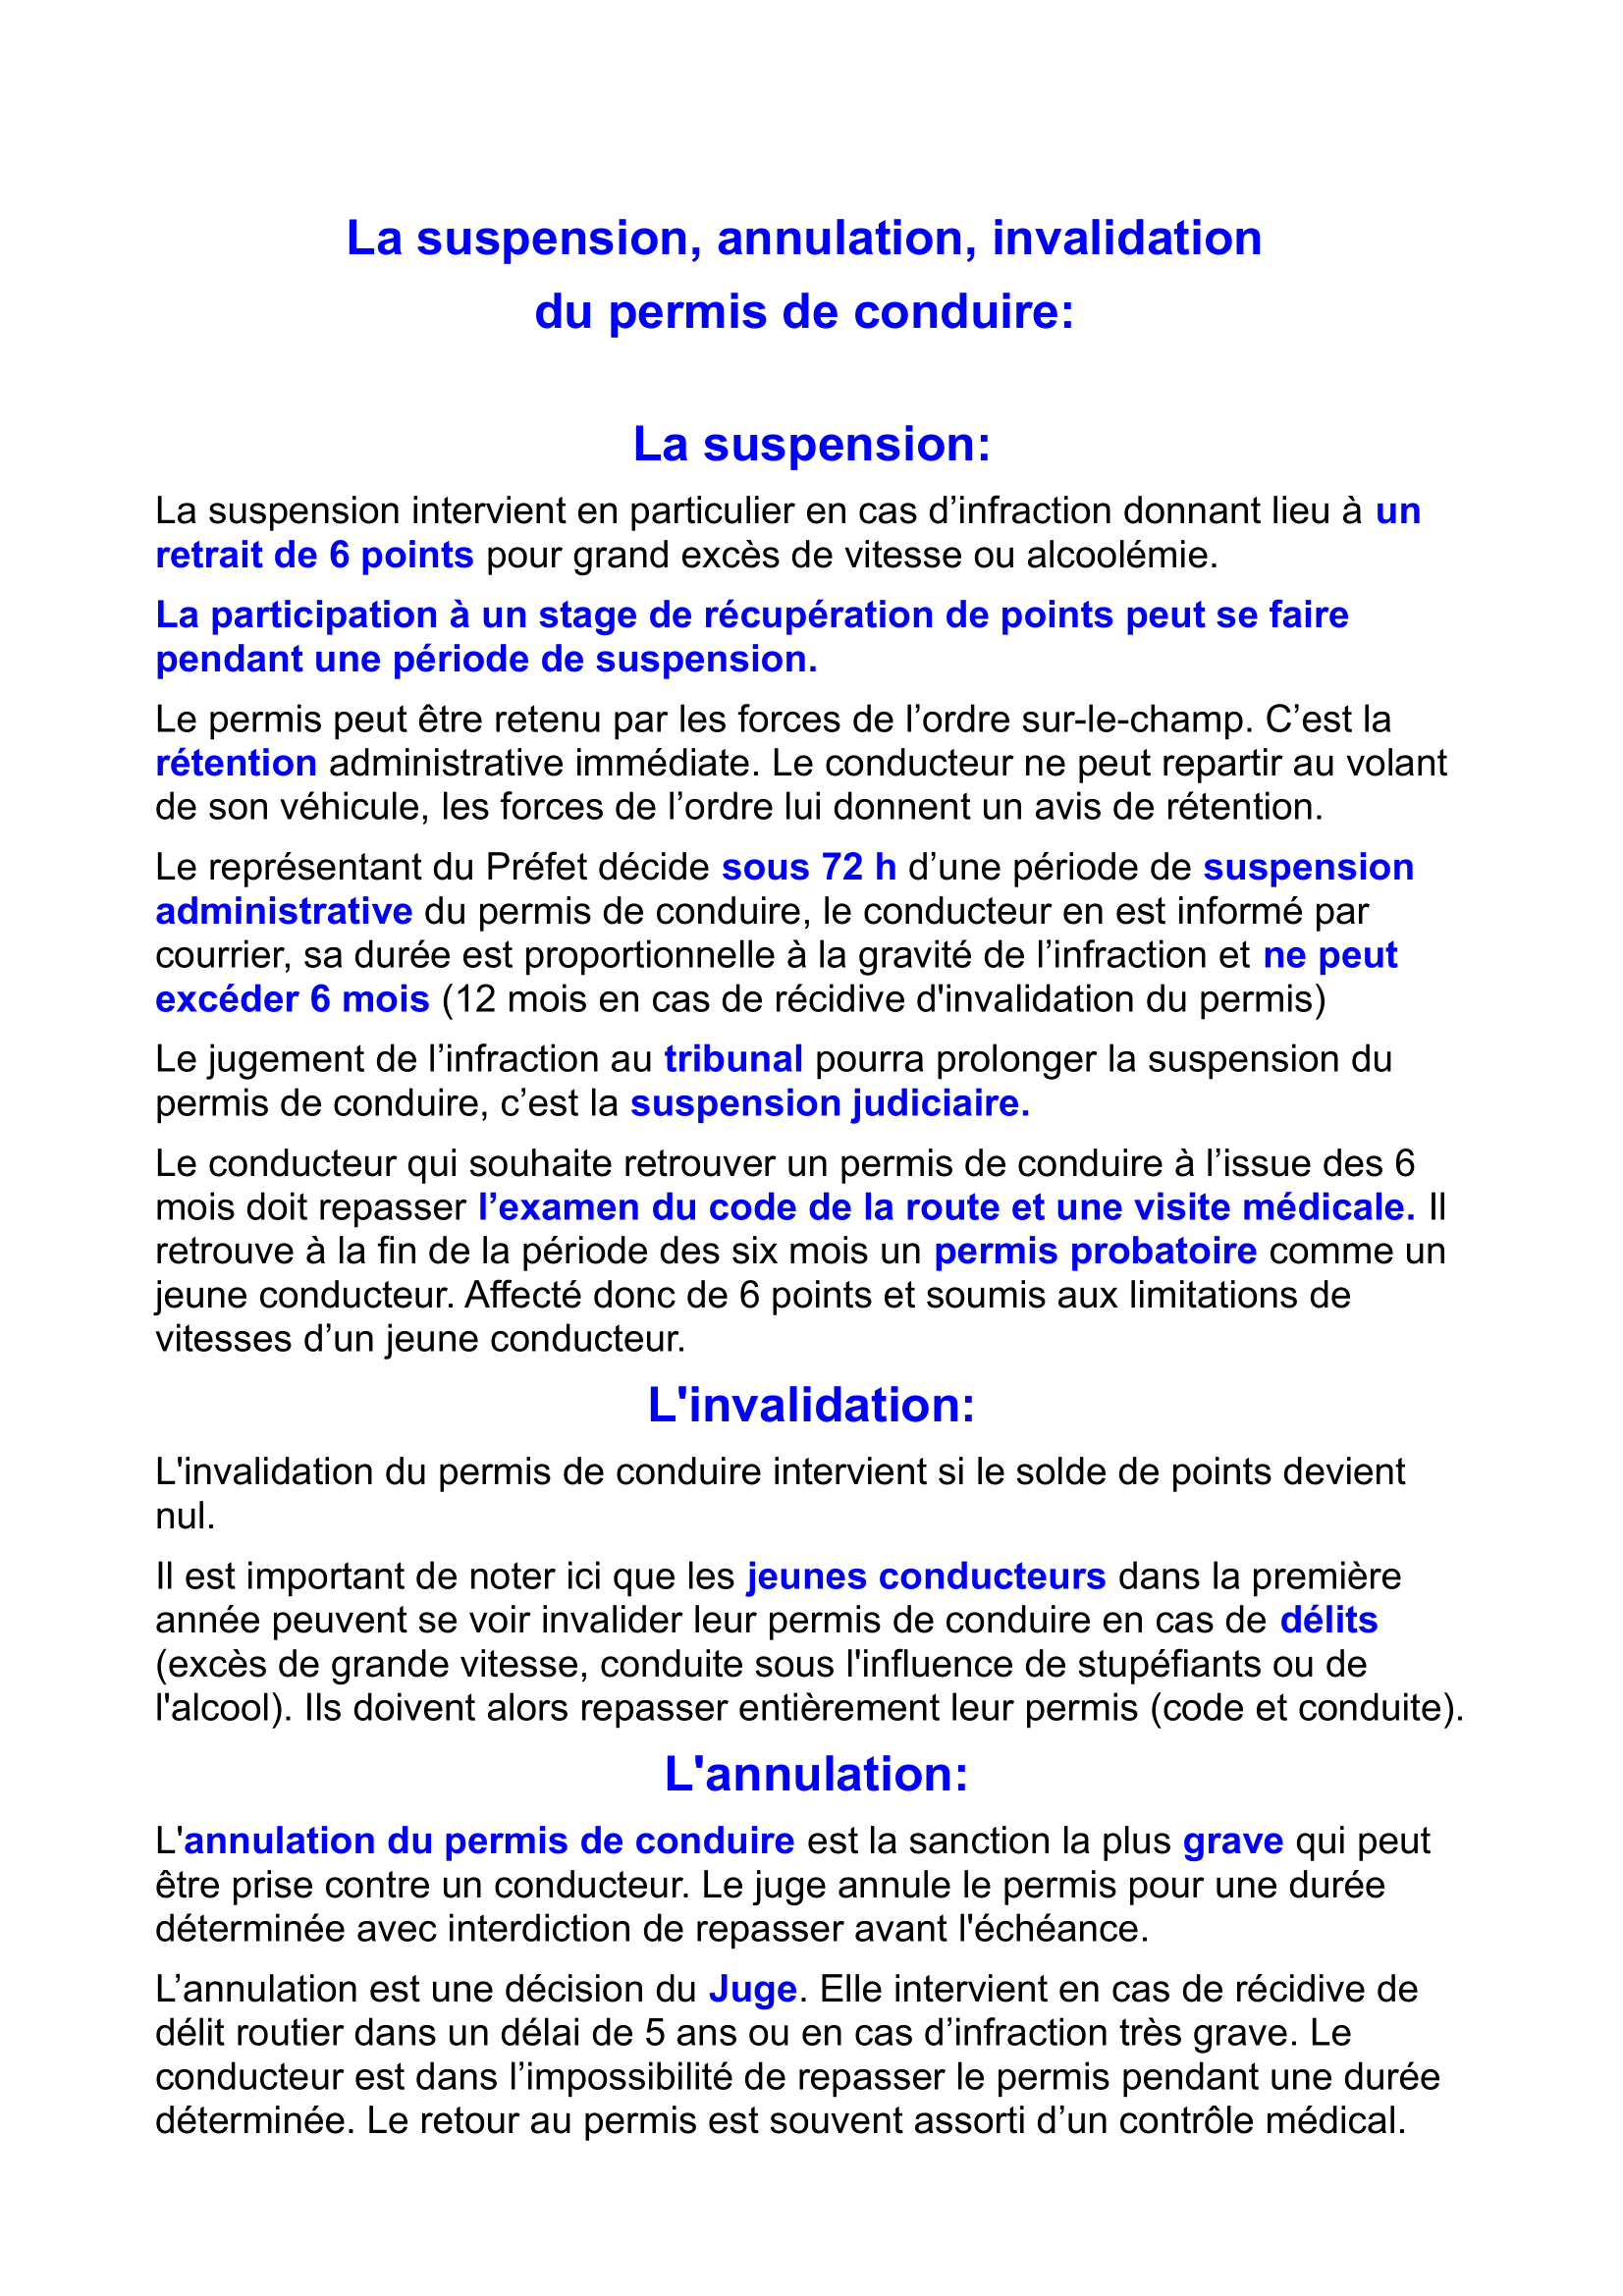 La suspension, annulation, invalidation
du permis de conduire:
La suspension:
La suspension intervient en particulier en cas d’infraction donnant lieu à un
retrait de 6 points pour grand excès de vitesse ou alcoolémie.
La participation à un stage de récupération de points peut se faire
pendant une période de suspension.
Le permis peut être retenu par les forces de l’ordre sur-le-champ. C’est la
rétention administrative immédiate. Le conducteur ne peut repartir au volant
de son véhicule, les forces de l’ordre lui donnent un avis de rétention.
Le représentant du Préfet décide sous 72 h d’une période de suspension
administrative du permis de conduire, le conducteur en est informé par
courrier, sa durée est proportionnelle à la gravité de l’infraction et ne peut
excéder 6 mois (12 mois en cas de récidive d'invalidation du permis)
Le jugement de l’infraction au tribunal pourra prolonger la suspension du
permis de conduire, c’est la suspension judiciaire.
Le conducteur qui souhaite retrouver un permis de conduire à l’issue des 6
mois doit repasser l’examen du code de la route et une visite médicale. Il
retrouve à la fin de la période des six mois un permis probatoire comme un
jeune conducteur. Affecté donc de 6 points et soumis aux limitations de
vitesses d’un jeune conducteur.
L'invalidation:
L'invalidation du permis de conduire intervient si le solde de points devient
nul.
Il est important de noter ici que les jeunes conducteurs dans la première
année peuvent se voir invalider leur permis de conduire en cas de délits
(excès de grande vitesse, conduite sous l'influence de stupéfiants ou de
l'alcool). Ils doivent alors repasser entièrement leur permis (code et conduite).
L'annulation:
L'annulation du permis de conduire est la sanction la plus grave qui peut
être prise contre un conducteur. Le juge annule le permis pour une durée
déterminée avec interdiction de repasser avant l'échéance.
L’annulation est une décision du Juge. Elle intervient en cas de récidive de
délit routier dans un délai de 5 ans ou en cas d’infraction très grave. Le
conducteur est dans l’impossibilité de repasser le permis pendant une durée
déterminée. Le retour au permis est souvent assorti d’un contrôle médical.